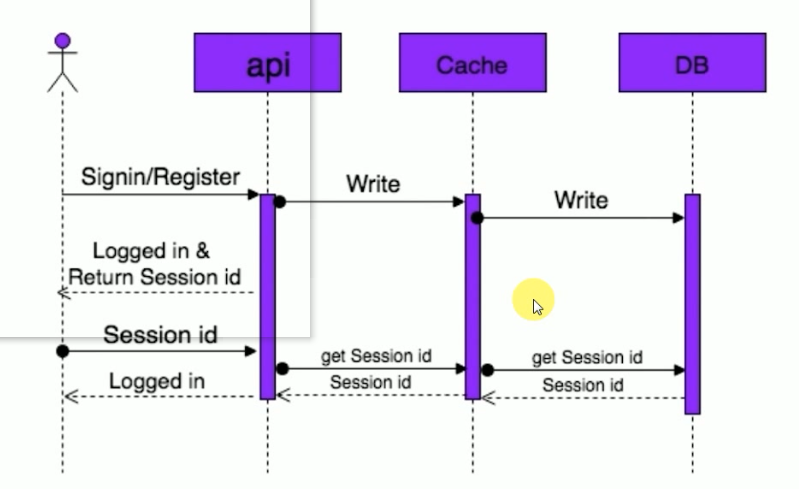 api
Cache
DB
Signin/Register
Write
Write
Logged in &
Return Session id
Session id
get Session id
get Session id
Logged in
Session id
Session id